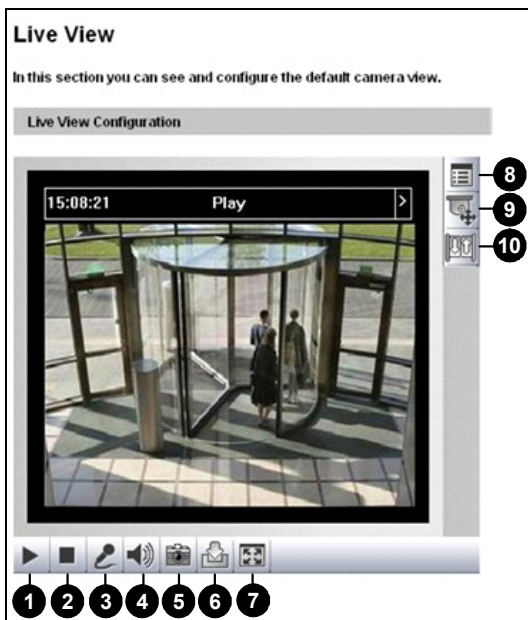 Live View
In this section you can see and configure the default camera view.
Live View Configuration
15:08:21 Play >
8
9
10
1 2 3 4 5 6 7